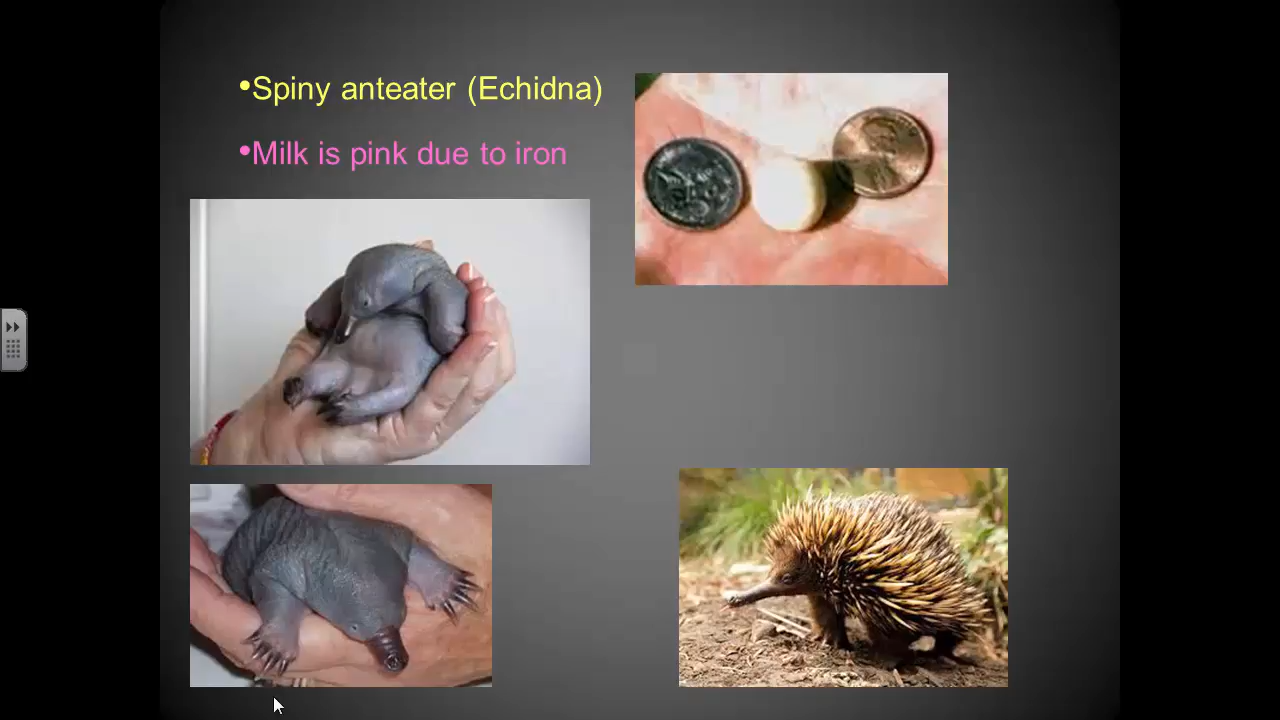 •Spiny anteater (Echidna)
•Milk is pink due to iron